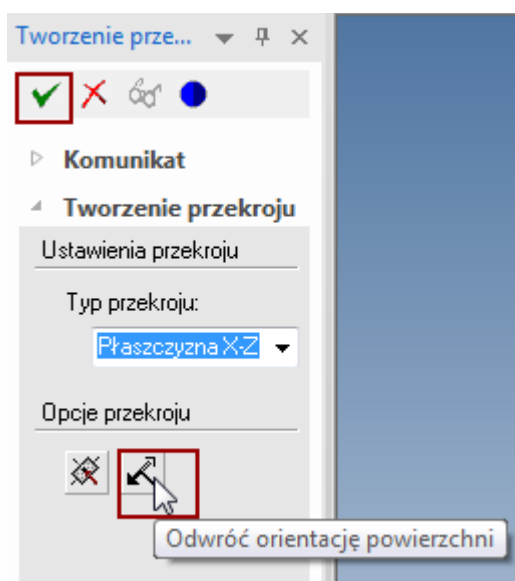 Tworzenie prze...
Komunikat
Tworzenie przekroju
Ustawienia przekroju
Typ przekroju:
Płaszczyzna X-Z
Opcje przekroju
Odwróć orientację powierzchni